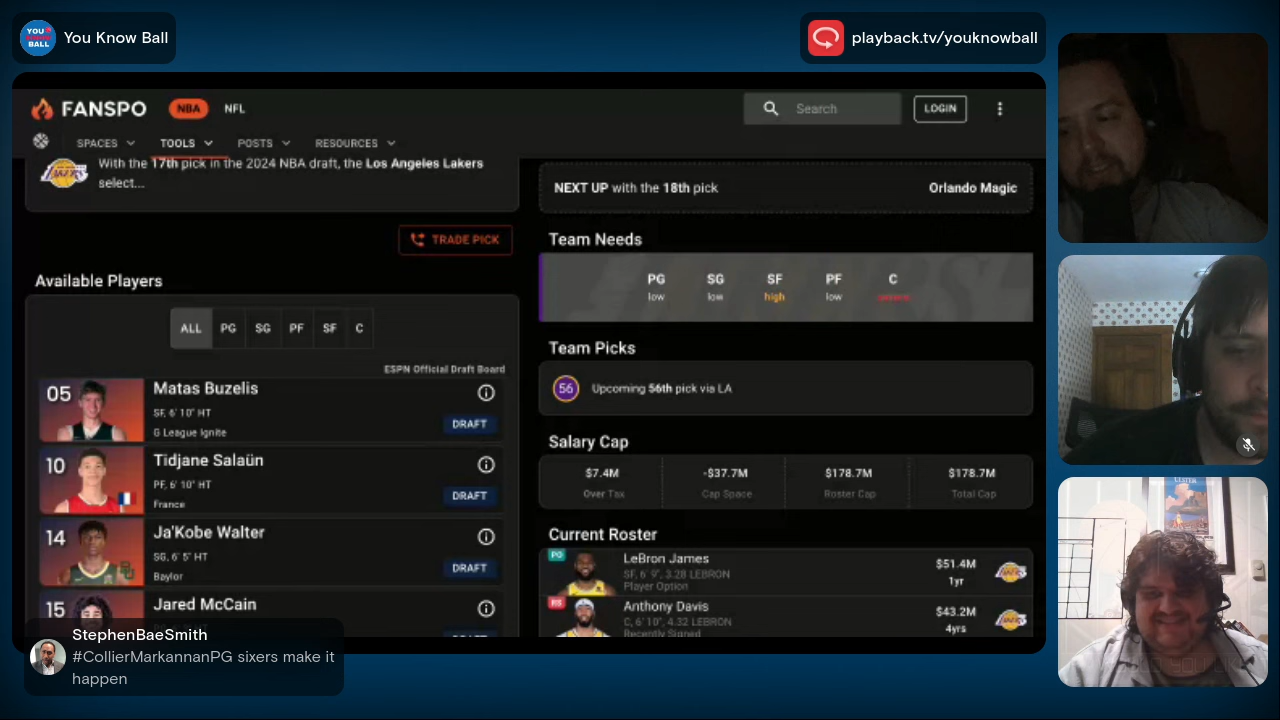 You Know Ball
playback.tv/youknowball
YOU
KNOW
BALL
FANSPO
NBA
NFL
Search
LOGIN
SPACES
TOOLS
POSTS
RESOURCES
With the 17th pick in the 2024 NBA draft, the Los Angeles Lakers
select...
TRADE PICK
Available Players
ALL PG SG PF SF C
ESPN Official Draft Board
05
Matas Buzelis
SF, 6' 10" HT
G League Ignite
DRAFT
10
Tidjane Salaün
PF, 6' 10" HT
France
DRAFT
14
Ja'Kobe Walter
SG, 6' 5" HT
Baylor
DRAFT
15
Jared McCain
NEXT UP with the 18th pick
Orlando Magic
Team Needs
PG SG SF PF C
low low high low
Team Picks
56 Upcoming 56th pick via LA
Salary Cap
$7.4M -$37.7M $178.7M $178.7M
Over Tax Cap Space Roster Cap Total Cap
Current Roster
PO
LeBron James
SF, 6' 9", 3.28 LEBRON
Player Option
$51.4M
1yr
RS
Anthony Davis
C, 6' 10", 4.32 LEBRON
Recently Signed
$43.2M
4yrs
StephenBaeSmith
#CollierMarkannanPG sixers make it
happen